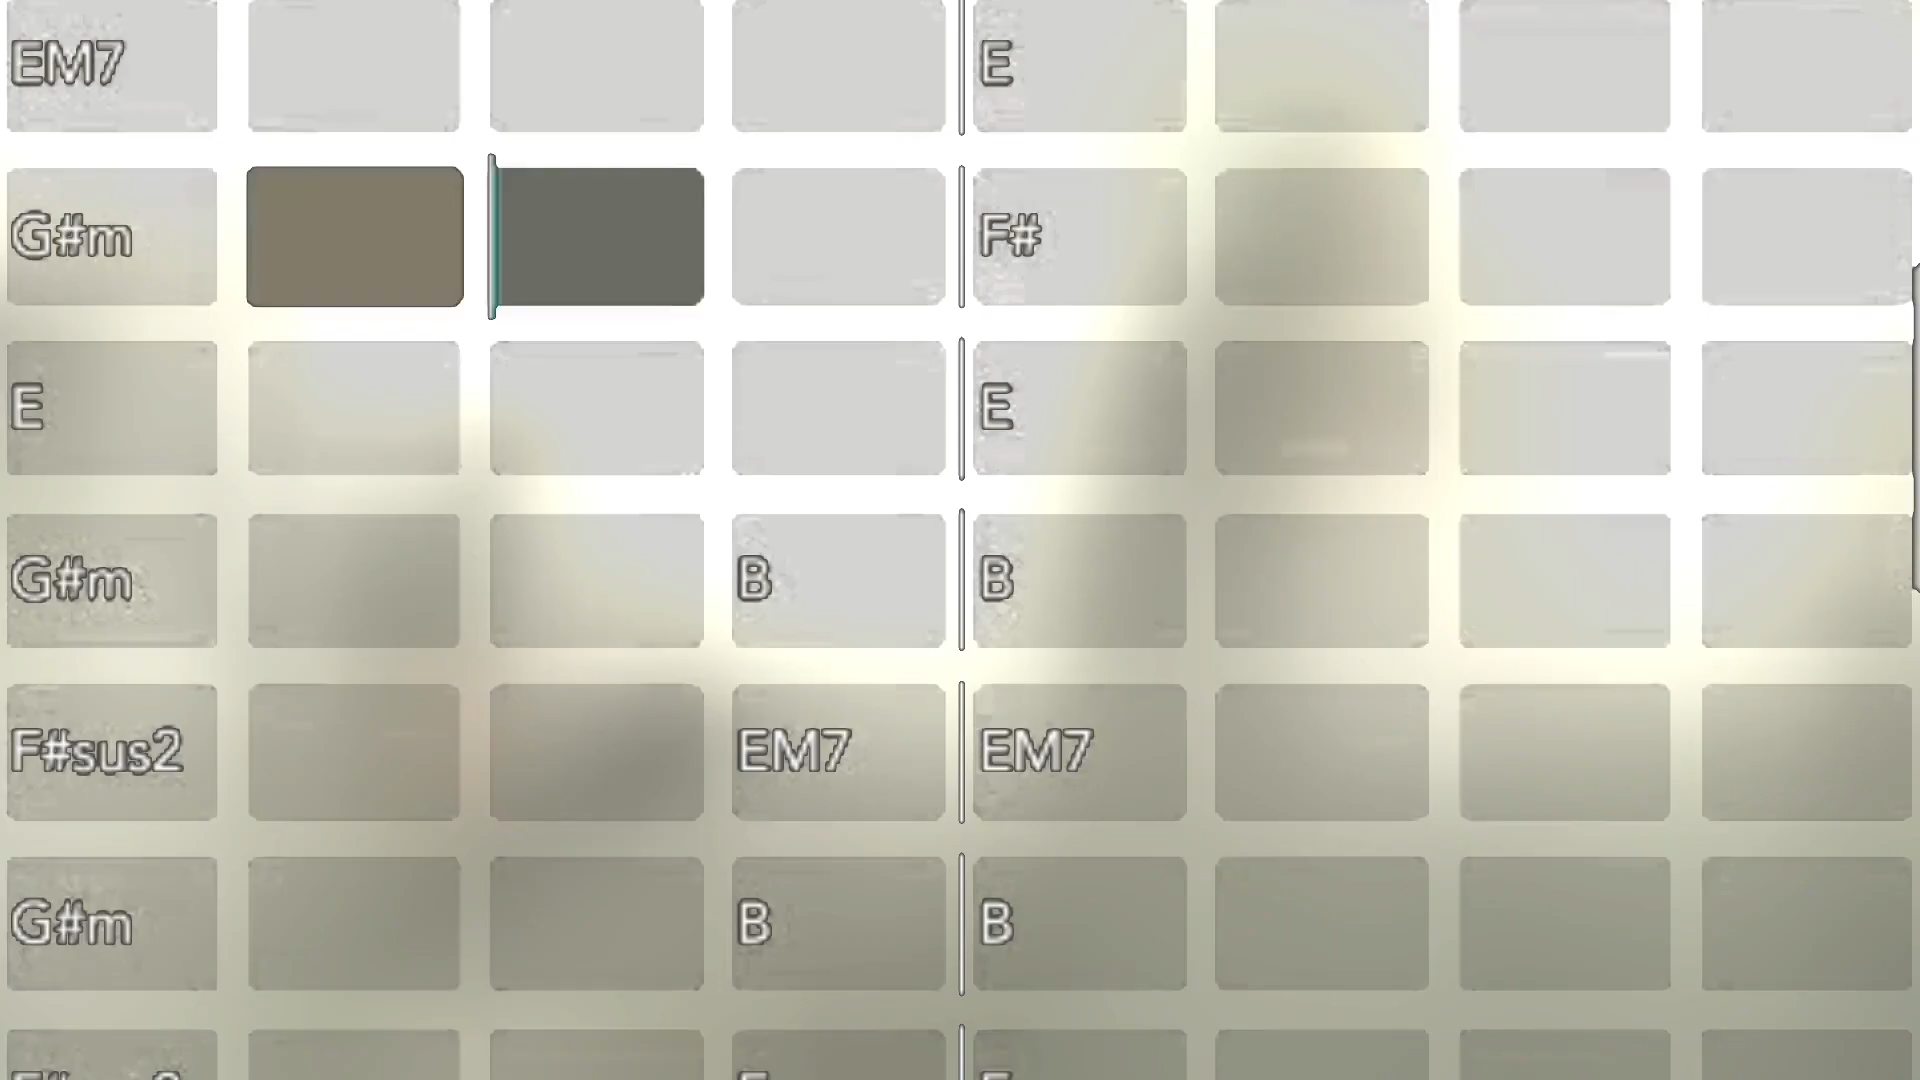 EM7 E
G#m F#
E E
G#m B B
F#sus2 EM7 EM7
G#m B B